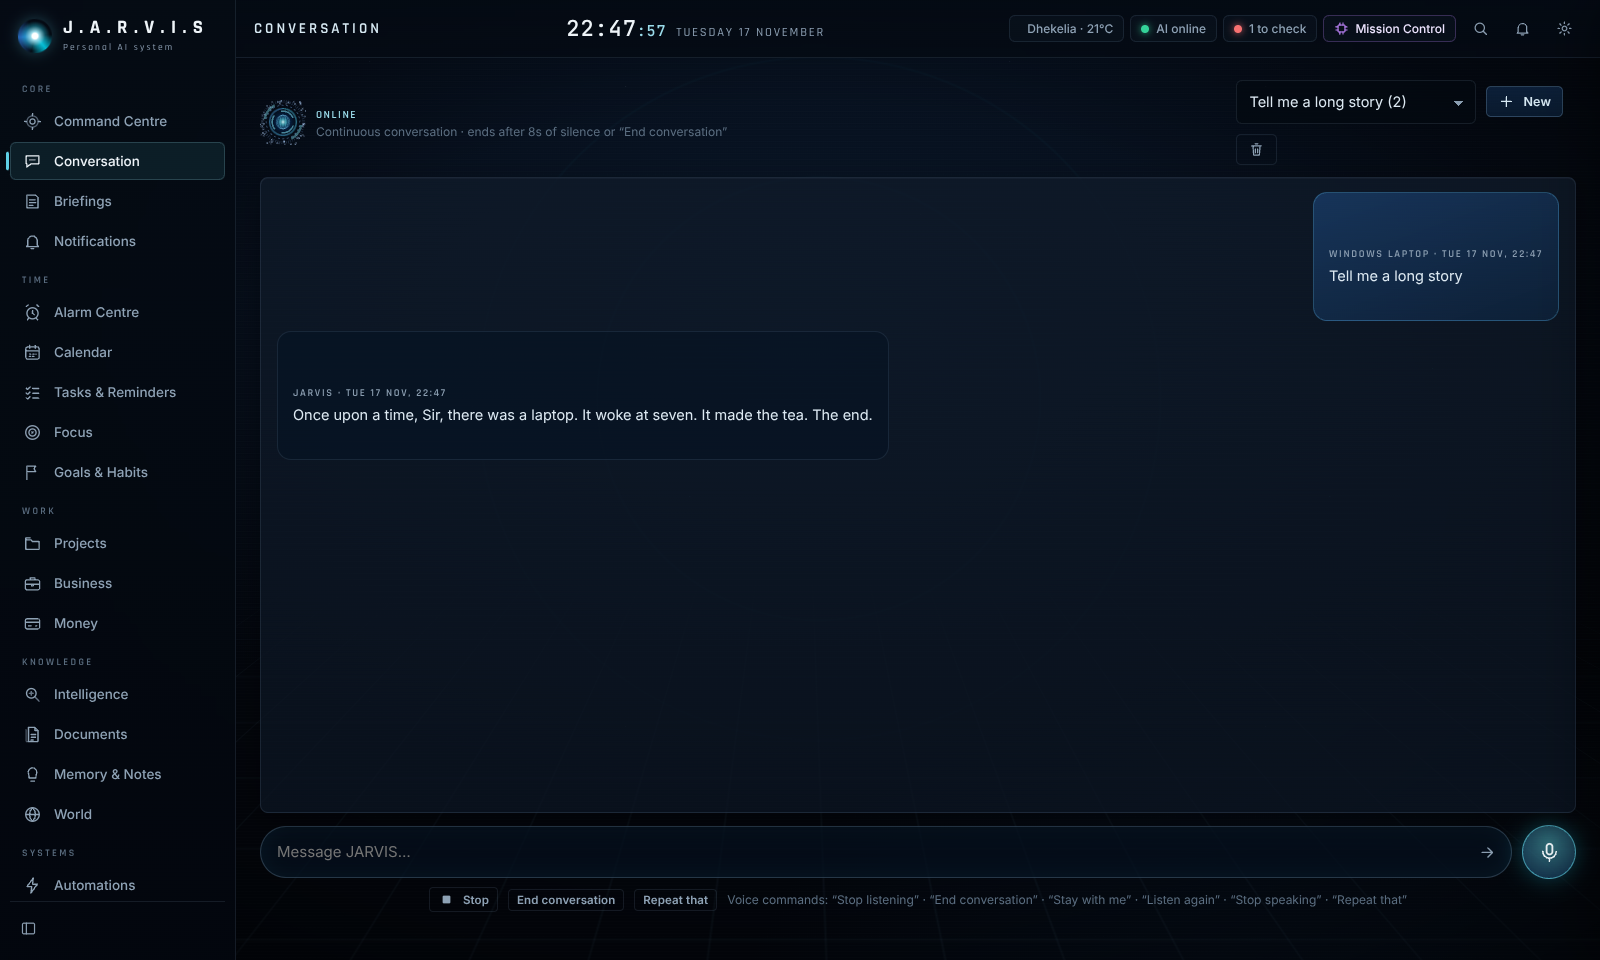 J.A.R.V.I.S
Personal AI system
CONVERSATION
22:47:57 TUESDAY 17 NOVEMBER
Dhekelia · 21°C
AI online
1 to check
Mission Control
CORE
Command Centre
Conversation
Briefings
Notifications
TIME
Alarm Centre
Calendar
Tasks & Reminders
Focus
Goals & Habits
WORK
Projects
Business
Money
KNOWLEDGE
Intelligence
Documents
Memory & Notes
World
SYSTEMS
Automations
ONLINE
Continuous conversation · ends after 8s of silence or “End conversation”
Tell me a long story (2)
New
WINDOWS LAPTOP · TUE 17 NOV, 22:47
Tell me a long story
JARVIS · TUE 17 NOV, 22:47
Once upon a time, Sir, there was a laptop. It woke at seven. It made the tea. The end.
Message JARVIS...
Stop
End conversation
Repeat that
Voice commands: “Stop listening” · “End conversation” · “Stay with me” · “Listen again” · “Stop speaking” · “Repeat that”